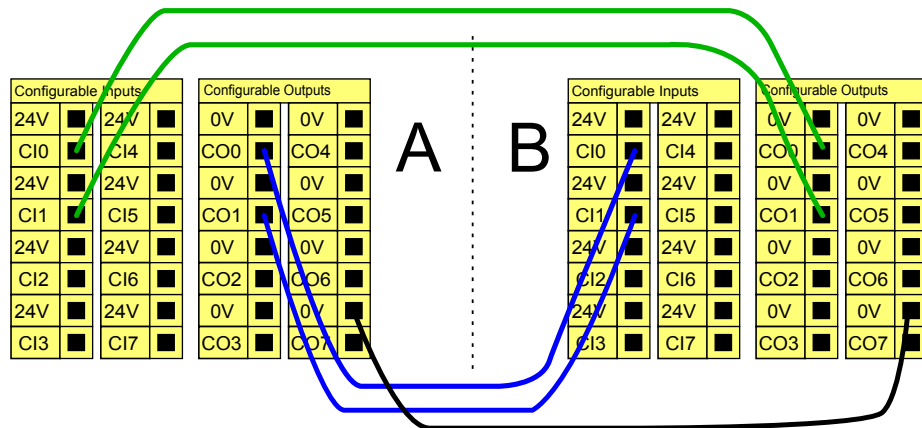 Configurable Inputs Configurable Outputs A B Configurable Inputs Configurable Outputs
24V 24V 0V 0V 24V 24V 0V 0V
CI0 CI4 CO0 CO4 CI0 CI4 CO0 CO4
24V 24V 0V 0V 24V 24V 0V 0V
CI1 CI5 CO1 CO5 CI1 CI5 CO1 CO5
24V 24V 0V 0V 24V 24V 0V 0V
CI2 CI6 CO2 CO6 CI2 CI6 CO2 CO6
24V 24V 0V 0V 24V 24V 0V 0V
CI3 CI7 CO3 CO7 CI3 CI7 CO3 CO7